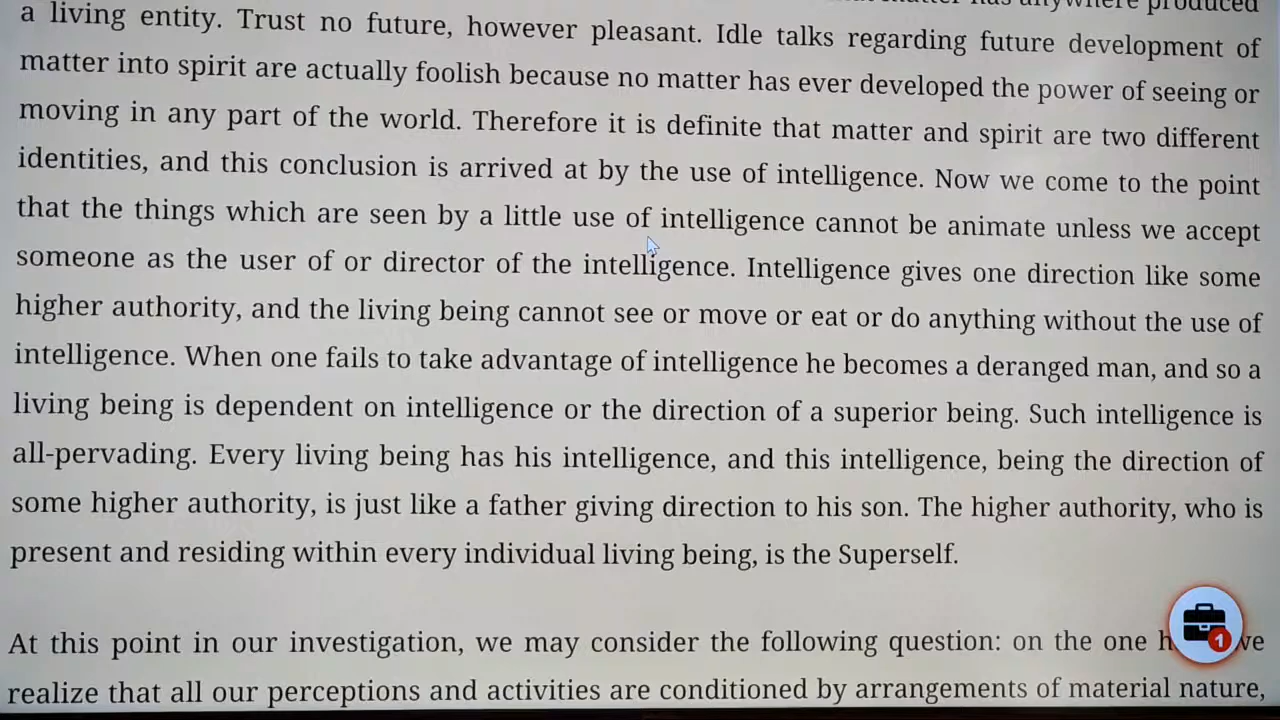 produced
a living entity. Trust no future, however pleasant. Idle talks regarding future development of
matter into spirit are actually foolish because no matter has ever developed the power of seeing or
moving in any part of the world. Therefore it is definite that matter and spirit are two different
identities, and this conclusion is arrived at by the use of intelligence. Now we come to the point
that the things which are seen by a little use of intelligence cannot be animate unless we accept
someone as the user of or director of the intelligence. Intelligence gives one direction like some
higher authority, and the living being cannot see or move or eat or do anything without the use of
intelligence. When one fails to take advantage of intelligence he becomes a deranged man, and so a
living being is dependent on intelligence or the direction of a superior being. Such intelligence is
all-pervading. Every living being has his intelligence, and this intelligence, being the direction of
some higher authority, is just like a father giving direction to his son. The higher authority, who is
present and residing within every individual living being, is the Superself.
At this point in our investigation, we may consider the following question: on the one
realize that all our perceptions and activities are conditioned by arrangements of material nature,
1